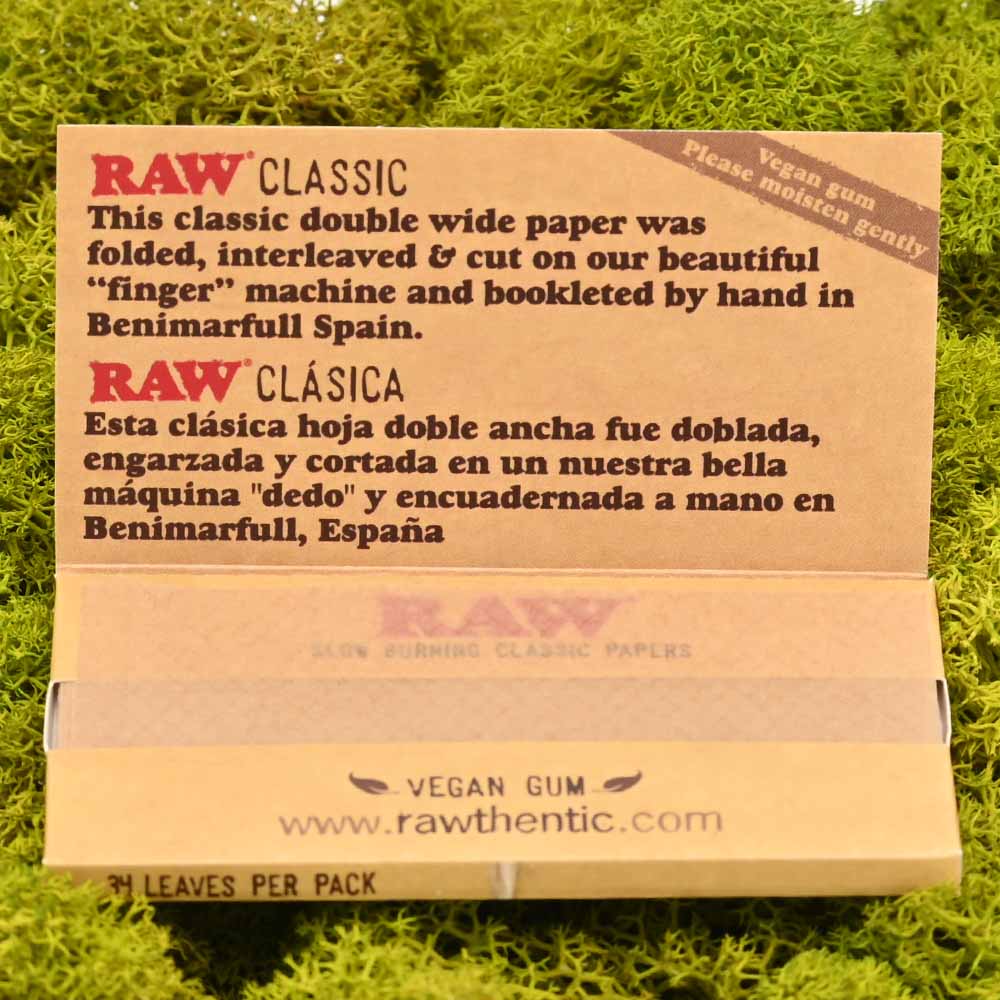 RAW® CLASSIC
Vegan gum
Please moisten gently
This classic double wide paper was
folded, interleaved & cut on our beautiful
“finger” machine and bookleted by hand in
Benimarfull Spain.
RAW® CLÁSICA
Esta clásica hoja doble ancha fue doblada,
engarzada y cortada en un nuestra bella
máquina "dedo" y encuadernada a mano en
Benimarfull, España
RAW
SLOW BURNING CLASSIC PAPERS
VEGAN GUM
www.rawthentic.com
34 LEAVES PER PACK